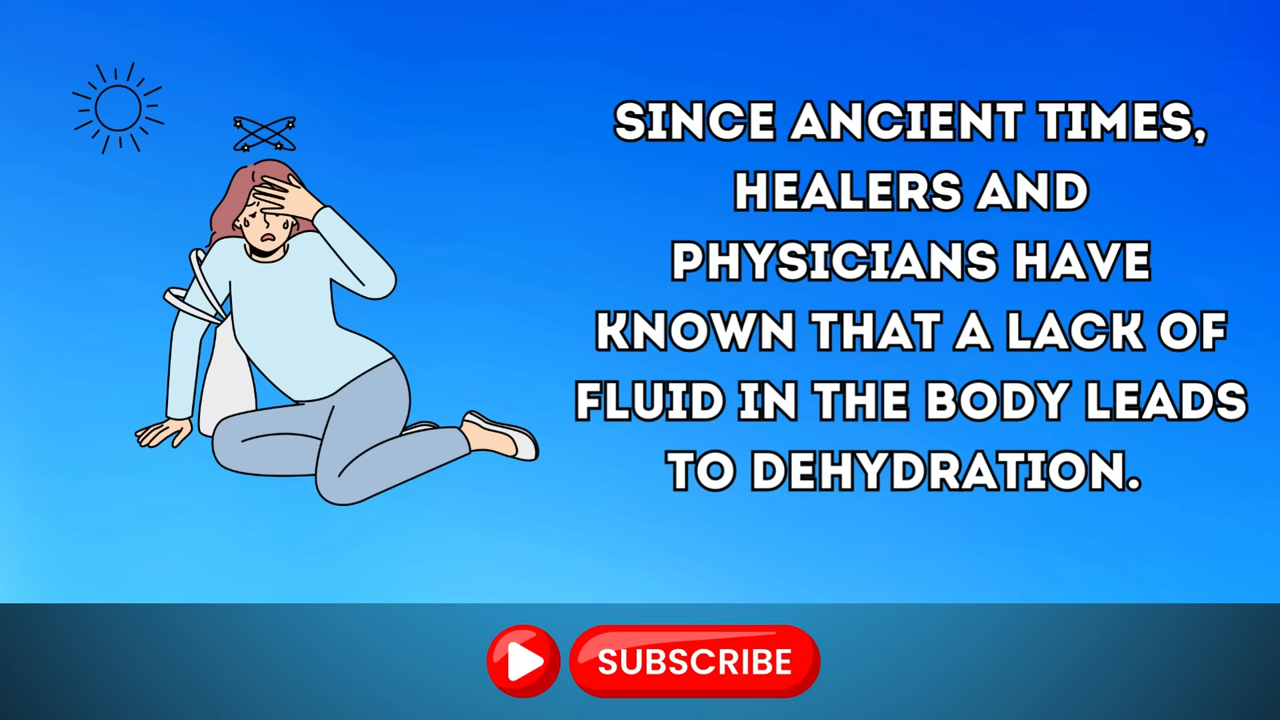 SINCE ANCIENT TIMES,
HEALERS AND
PHYSICIANS HAVE
KNOWN THAT A LACK OF
FLUID IN THE BODY LEADS
TO DEHYDRATION.
SUBSCRIBE